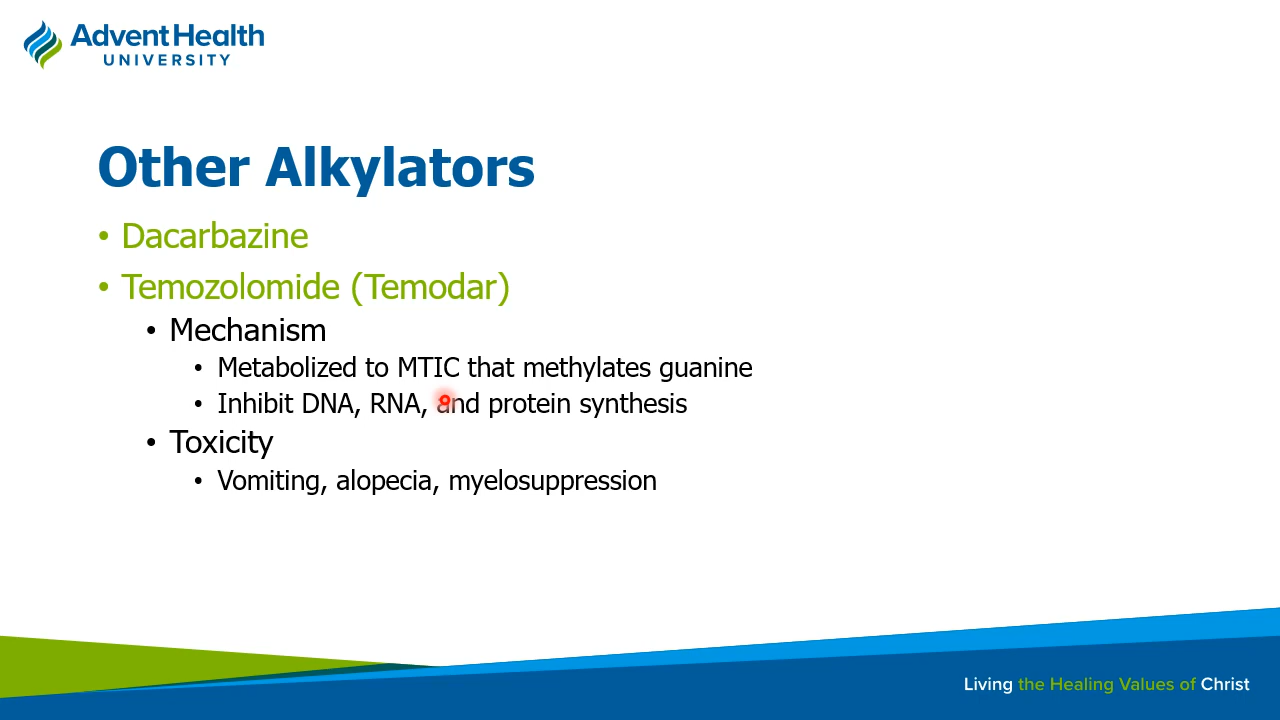 AdventHealth
UNIVERSITY
Other Alkylators
• Dacarbazine
• Temozolomide (Temodar)
• Mechanism
• Metabolized to MTIC that methylates guanine
• Inhibit DNA, RNA, and protein synthesis
• Toxicity
• Vomiting, alopecia, myelosuppression
Living the Healing Values of Christ